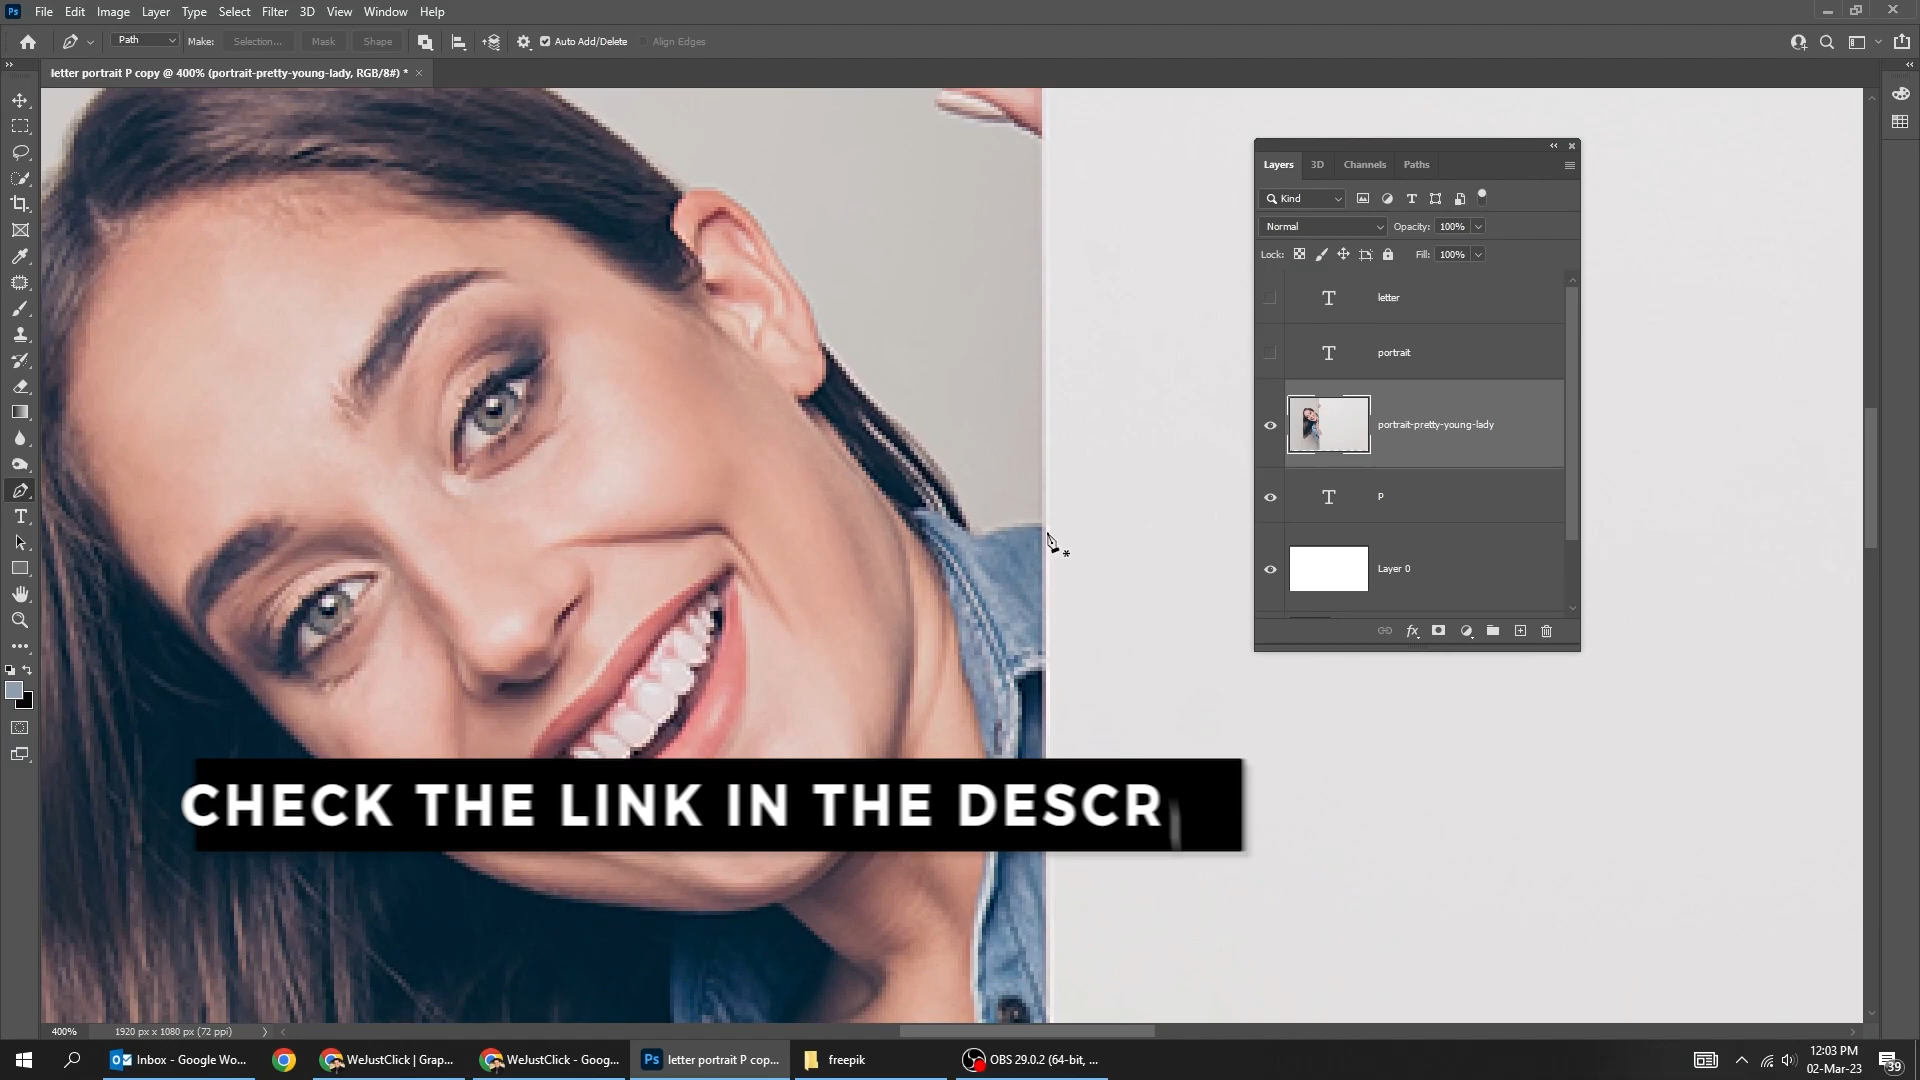 Ps File Edit Image Layer Type Select Filter 3D View Window Help
Path Make: Selection... Mask Shape Auto Add/Delete Align Edges
letter portrait P copy @ 400% (portrait-pretty-young-lady, RGB/8#) *
Layers 3D Channels Paths
Kind
Normal Opacity: 100%
Lock: Fill: 100%
letter
portrait
portrait-pretty-young-lady
P
Layer 0
CHECK THE LINK IN THE DESCR
400% 1920 px x 1080 px (72 ppi)
Inbox - Google Wo... WeJustClick | Grap... WeJustClick - Goog... Ps letter portrait P cop... freepik OBS 29.0.2 (64-bit, ...
12:03 PM
02-Mar-23
39